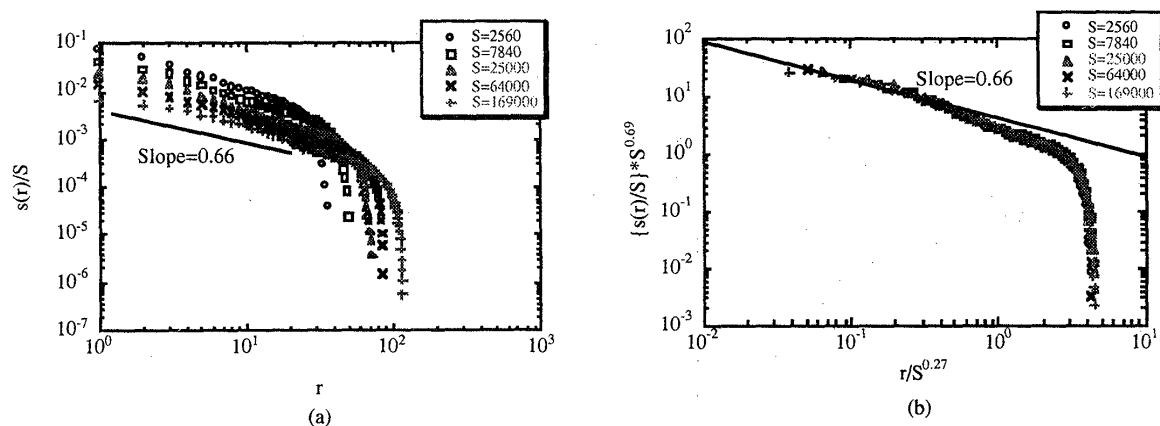 10^-1
10^-2
10^-3
10^-4
10^-5
10^-6
10^-7
s(r)/S
10^0
10^1
10^2
10^3
r
(a)
Slope=0.66
S=2560
S=7840
S=25000
S=64000
S=169000
10^2
10^1
10^0
10^-1
10^-2
10^-3
{s(r)/S}*S^0.69
10^-2
10^-1
10^0
10^1
r/S^0.27
(b)
Slope=0.66
S=2560
S=7840
S=25000
S=64000
S=169000